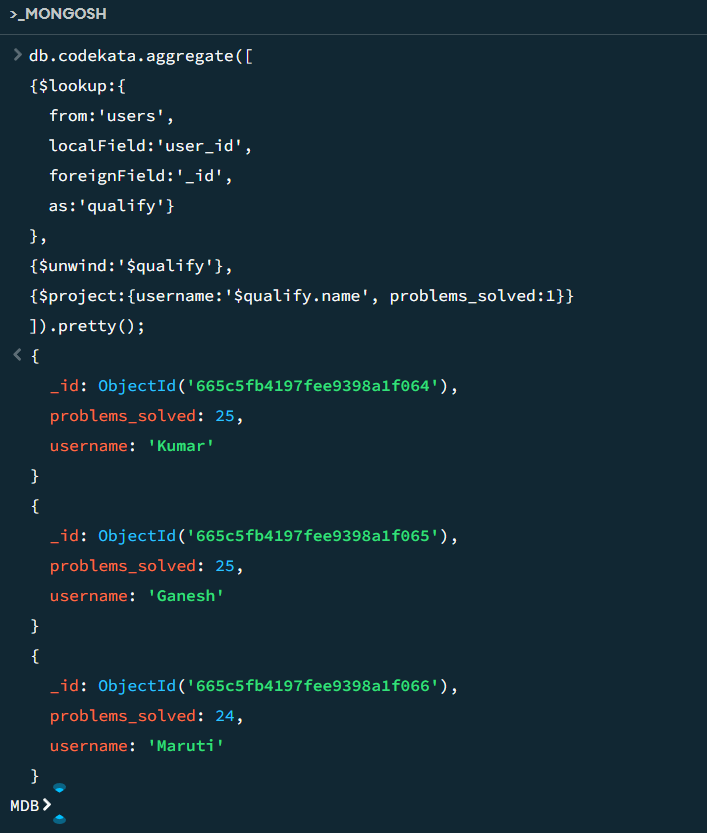 >_MONGOSH
> db.codekata.aggregate([
{$lookup:{
from:'users',
localField:'user_id',
foreignField:'_id',
as:'qualify'}
},
{$unwind:'$qualify'},
{$project:{username:'$qualify.name', problems_solved:1}}
]).pretty();
< {
_id: ObjectId('665c5fb4197fee9398a1f064'),
problems_solved: 25,
username: 'Kumar'
}
{
_id: ObjectId('665c5fb4197fee9398a1f065'),
problems_solved: 25,
username: 'Ganesh'
}
{
_id: ObjectId('665c5fb4197fee9398a1f066'),
problems_solved: 24,
username: 'Maruti'
}
MDB>